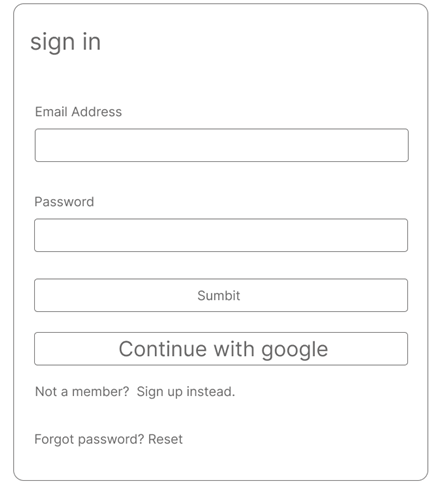 sign in
Email Address
Password
Sumbit
Continue with google
Not a member? Sign up instead.
Forgot password? Reset